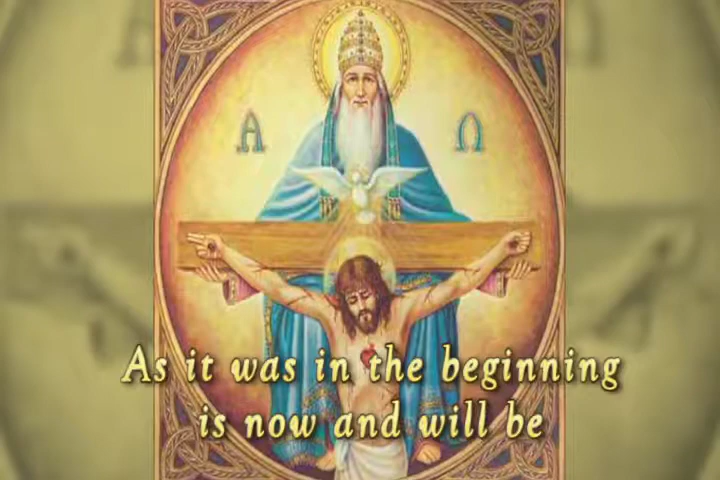 Α Ω
As it was in the beginning
is now and will be